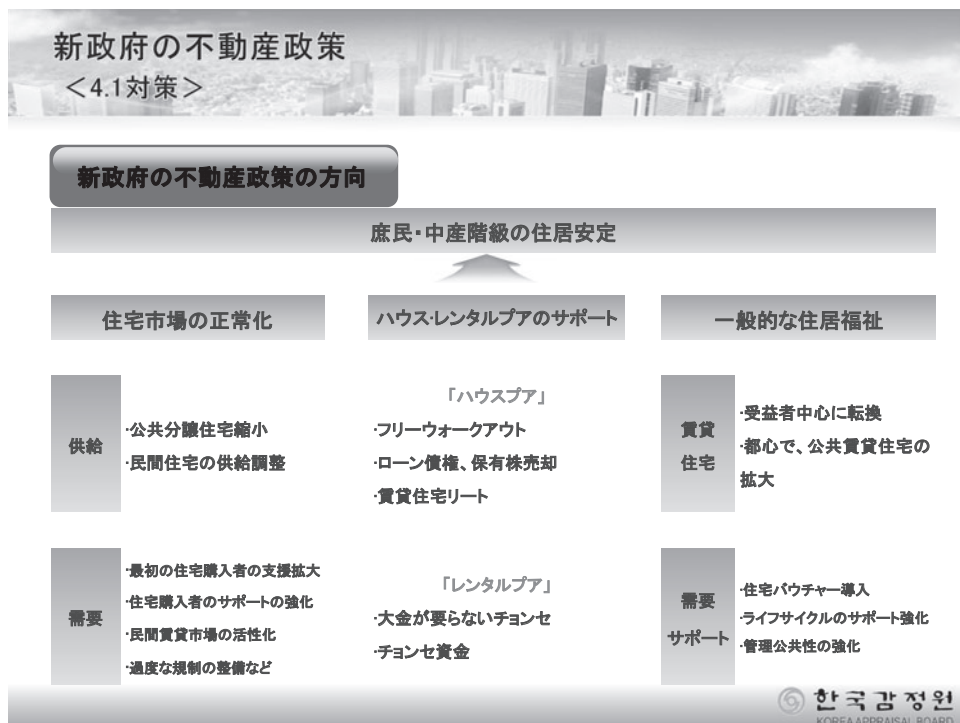 新政府の不動産政策
＜4.1対策＞
新政府の不動産政策の方向
庶民・中産階級の住居安定
住宅市場の正常化
ハウス·レンタルプアのサポート
一般的な住居福祉
供給
·公共分譲住宅縮小
·民間住宅の供給調整
「ハウスプア」
·フリーウォークアウト
·ローン債権、保有株売却
·賃貸住宅リート
賃貸
住宅
·受益者中心に転換
·都心で、公共賃貸住宅の
拡大
需要
·最初の住宅購入者の支援拡大
·住宅購入者のサポートの強化
·民間賃貸市場の活性化
·過度な規制の整備など
「レンタルプア」
·大金が要らないチョンセ
·チョンセ資金
需要
サポート
·住宅バウチャー導入
·ライフサイクルのサポート強化
·管理公共性の強化
한국감정원
KOREA APPRAISAL BOARD